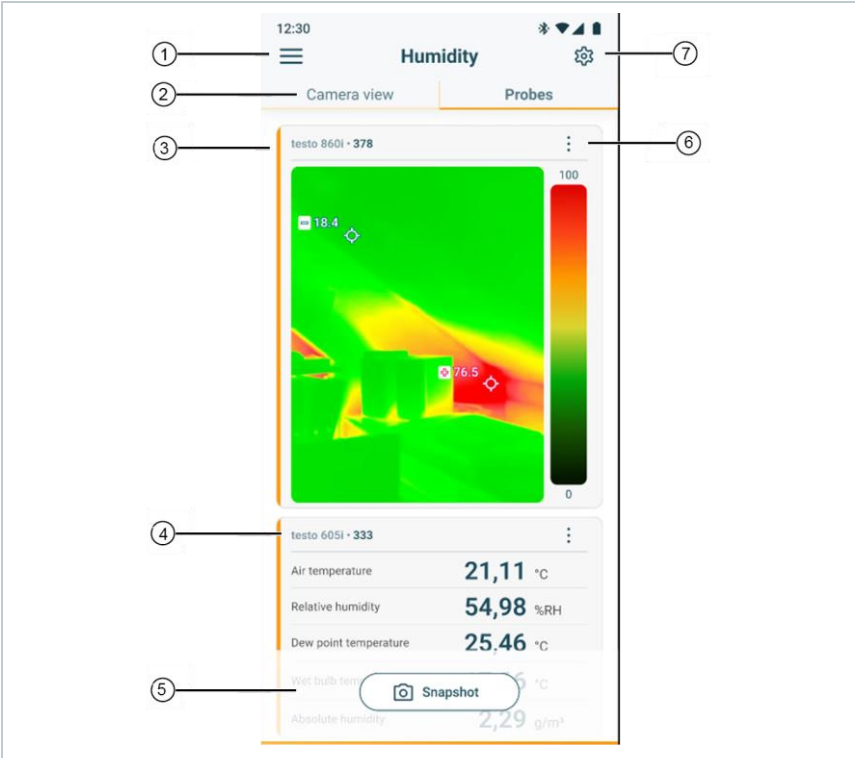 12:30
① Humidity ⑦
② Camera view Probes
③ testo 860i • 378 ⑥
100
18.4
76.5
0
④ testo 605i • 333
Air temperature 21,11 °C
Relative humidity 54,98 %RH
Dew point temperature 25,46 °C
Wet bulb °C
⑤ Snapshot
Absolute humidity 2,29 g/m³